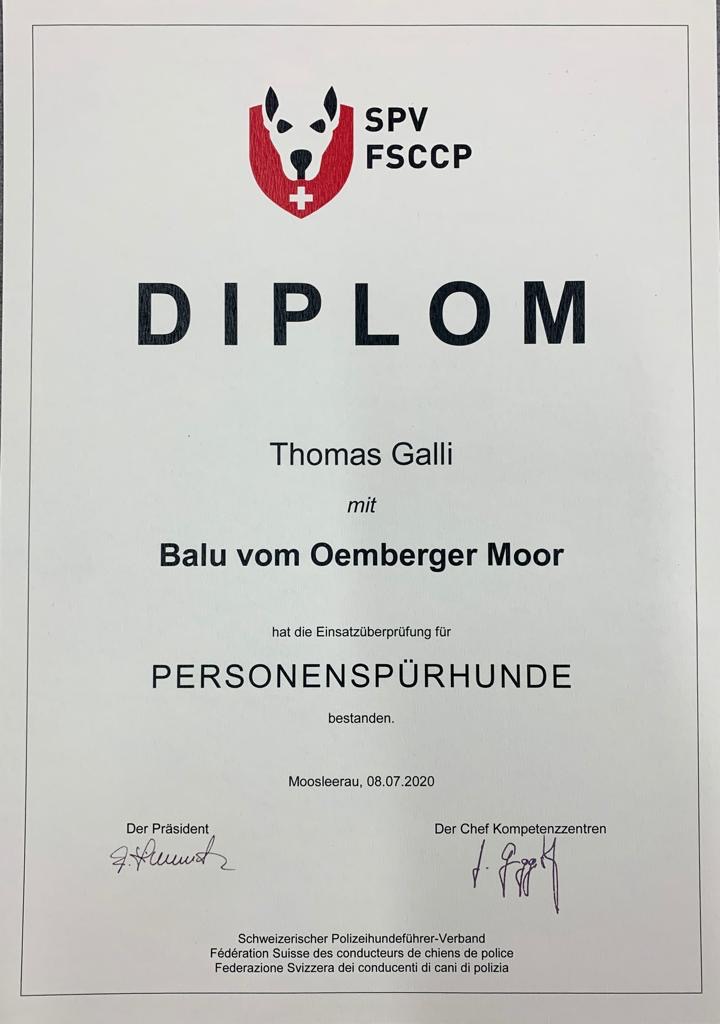 SPV
FSCCP
DIPLOM
Thomas Galli
mit
Balu vom Oemberger Moor
hat die Einsatzüberprüfung für
PERSONENSPÜRHUNDE
bestanden.
Moosleerau, 08.07.2020
Der Präsident
Der Chef Kompetenzzentren
Schweizerischer Polizeihundeführer-Verband
Fédération Suisse des conducteurs de chiens de police
Federazione Svizzera dei conducenti di cani di polizia